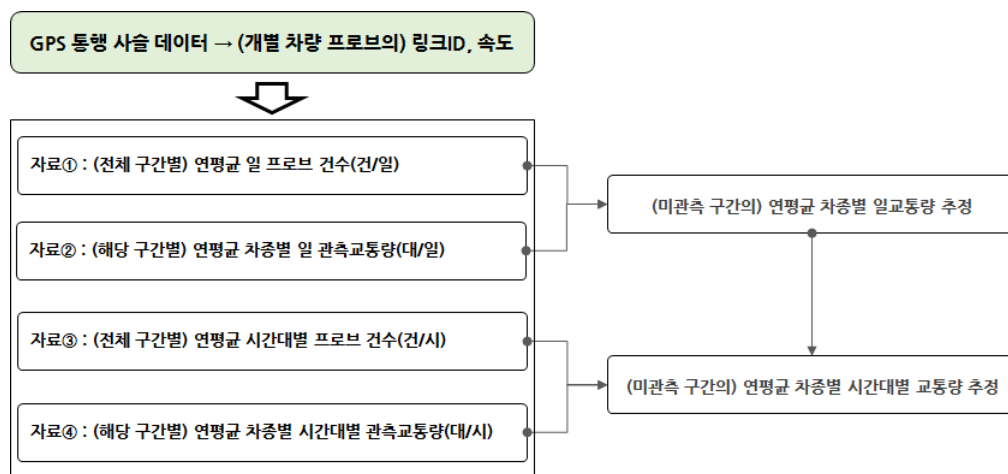 GPS 통행 사슬 데이터 → (개별 차량 프로브의) 링크ID, 속도
자료① : (전체 구간별) 연평균 일 프로브 건수(건/일)
자료② : (해당 구간별) 연평균 차종별 일 관측교통량(대/일)
(미관측 구간의) 연평균 차종별 일교통량 추정
자료③ : (전체 구간별) 연평균 시간대별 프로브 건수(건/시)
자료④ : (해당 구간별) 연평균 차종별 시간대별 관측교통량(대/시)
(미관측 구간의) 연평균 차종별 시간대별 교통량 추정